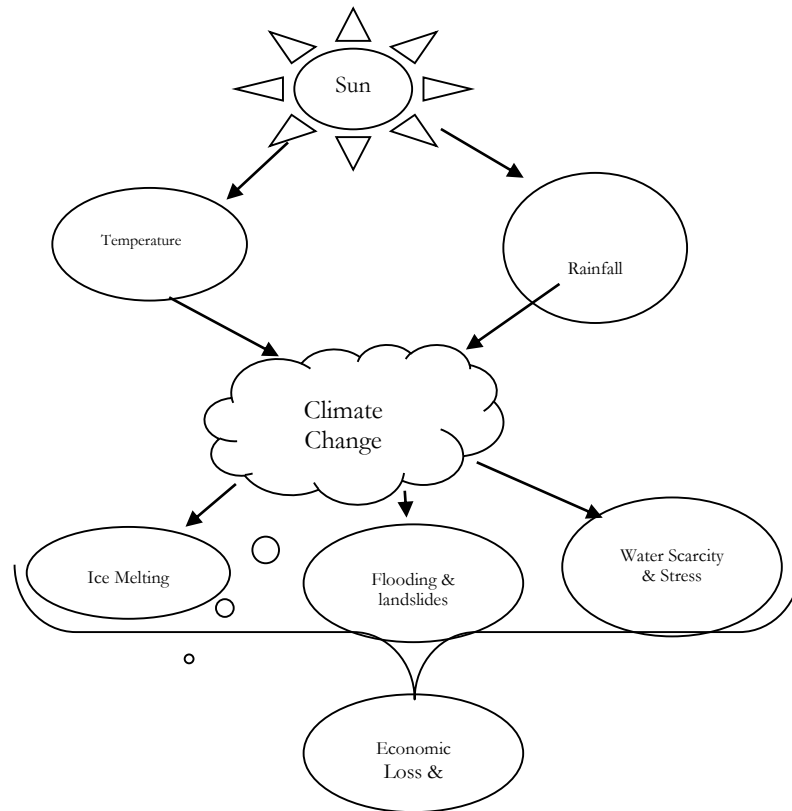 Sun
Temperature
Rainfall
Climate
Change
Ice Melting
Flooding &
landslides
Water Scarcity
& Stress
Economic
Loss &